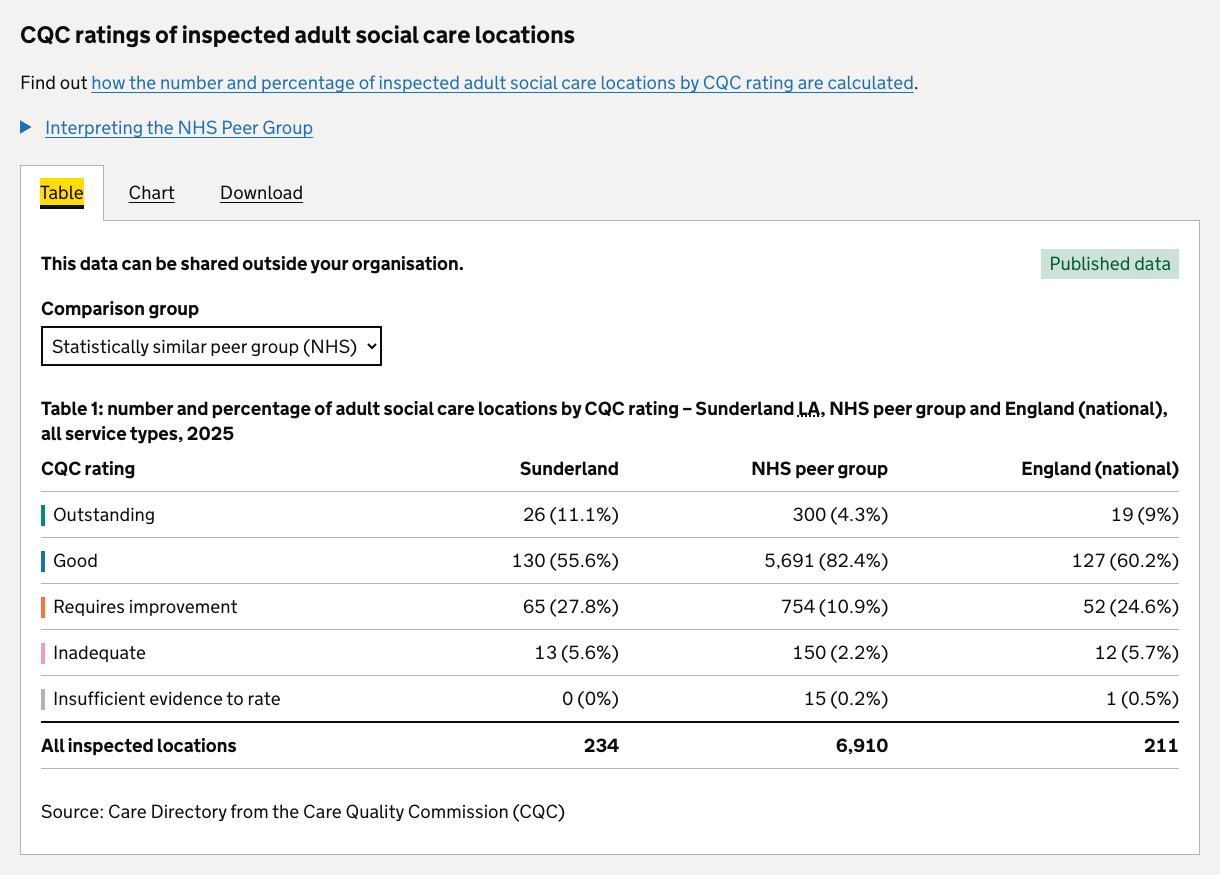 CQC ratings of inspected adult social care locations
Find out how the number and percentage of inspected adult social care locations by CQC rating are calculated.
Interpreting the NHS Peer Group
Table Chart Download
This data can be shared outside your organisation. Published data
Comparison group
Statistically similar peer group (NHS)
Table 1: number and percentage of adult social care locations by CQC rating – Sunderland LA, NHS peer group and England (national),
all service types, 2025
CQC rating Sunderland NHS peer group England (national)
Outstanding 26 (11.1%) 300 (4.3%) 19 (9%)
Good 130 (55.6%) 5,691 (82.4%) 127 (60.2%)
Requires improvement 65 (27.8%) 754 (10.9%) 52 (24.6%)
Inadequate 13 (5.6%) 150 (2.2%) 12 (5.7%)
Insufficient evidence to rate 0 (0%) 15 (0.2%) 1 (0.5%)
All inspected locations 234 6,910 211
Source: Care Directory from the Care Quality Commission (CQC)